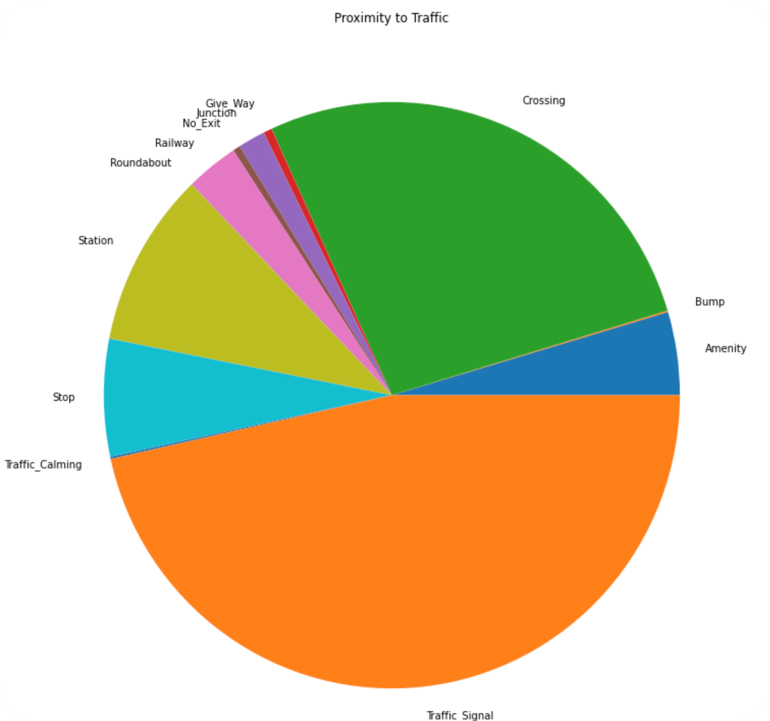 Proximity to Traffic
Give_Way
Junction
No_Exit
Railway
Roundabout
Station
Stop
Traffic_Calming
Traffic_Signal
Crossing
Bump
Amenity